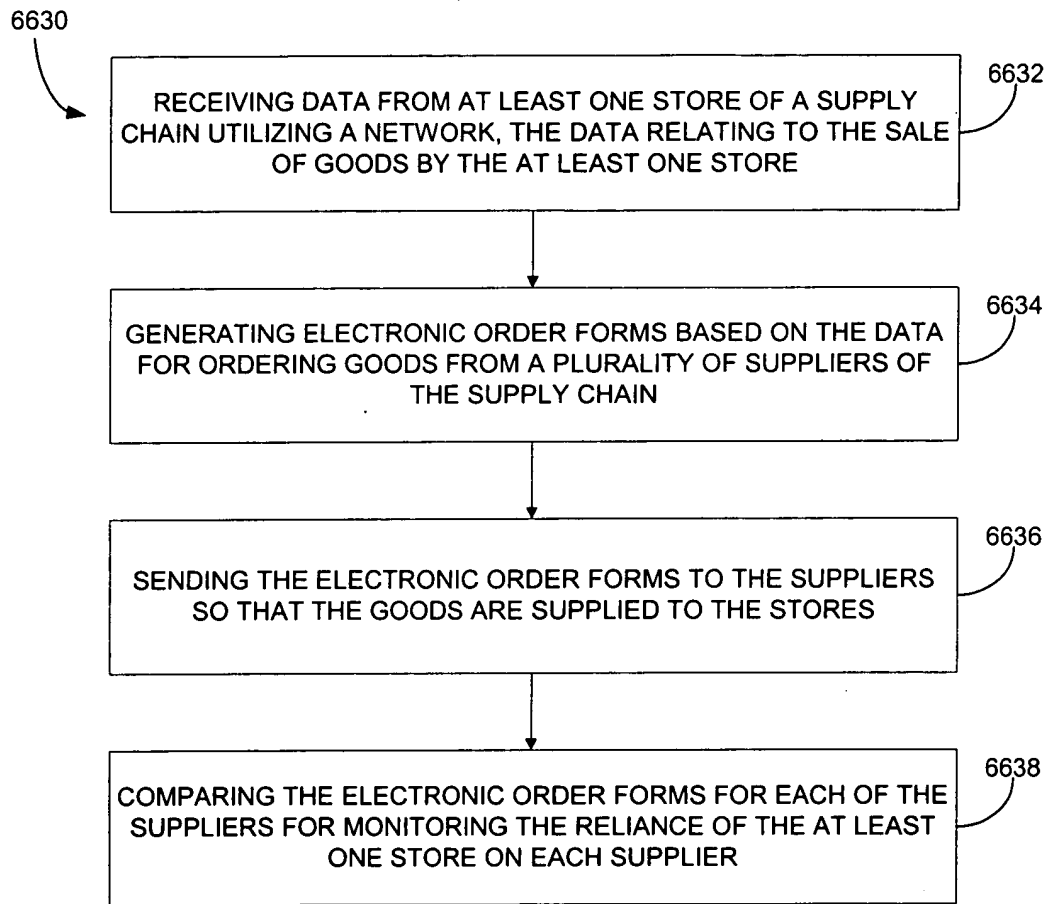 6630
RECEIVING DATA FROM AT LEAST ONE STORE OF A SUPPLY
CHAIN UTILIZING A NETWORK, THE DATA RELATING TO THE SALE
OF GOODS BY THE AT LEAST ONE STORE
6632
GENERATING ELECTRONIC ORDER FORMS BASED ON THE DATA
FOR ORDERING GOODS FROM A PLURALITY OF SUPPLIERS OF
THE SUPPLY CHAIN
6634
SENDING THE ELECTRONIC ORDER FORMS TO THE SUPPLIERS
SO THAT THE GOODS ARE SUPPLIED TO THE STORES
6636
COMPARING THE ELECTRONIC ORDER FORMS FOR EACH OF THE
SUPPLIERS FOR MONITORING THE RELIANCE OF THE AT LEAST
ONE STORE ON EACH SUPPLIER
6638